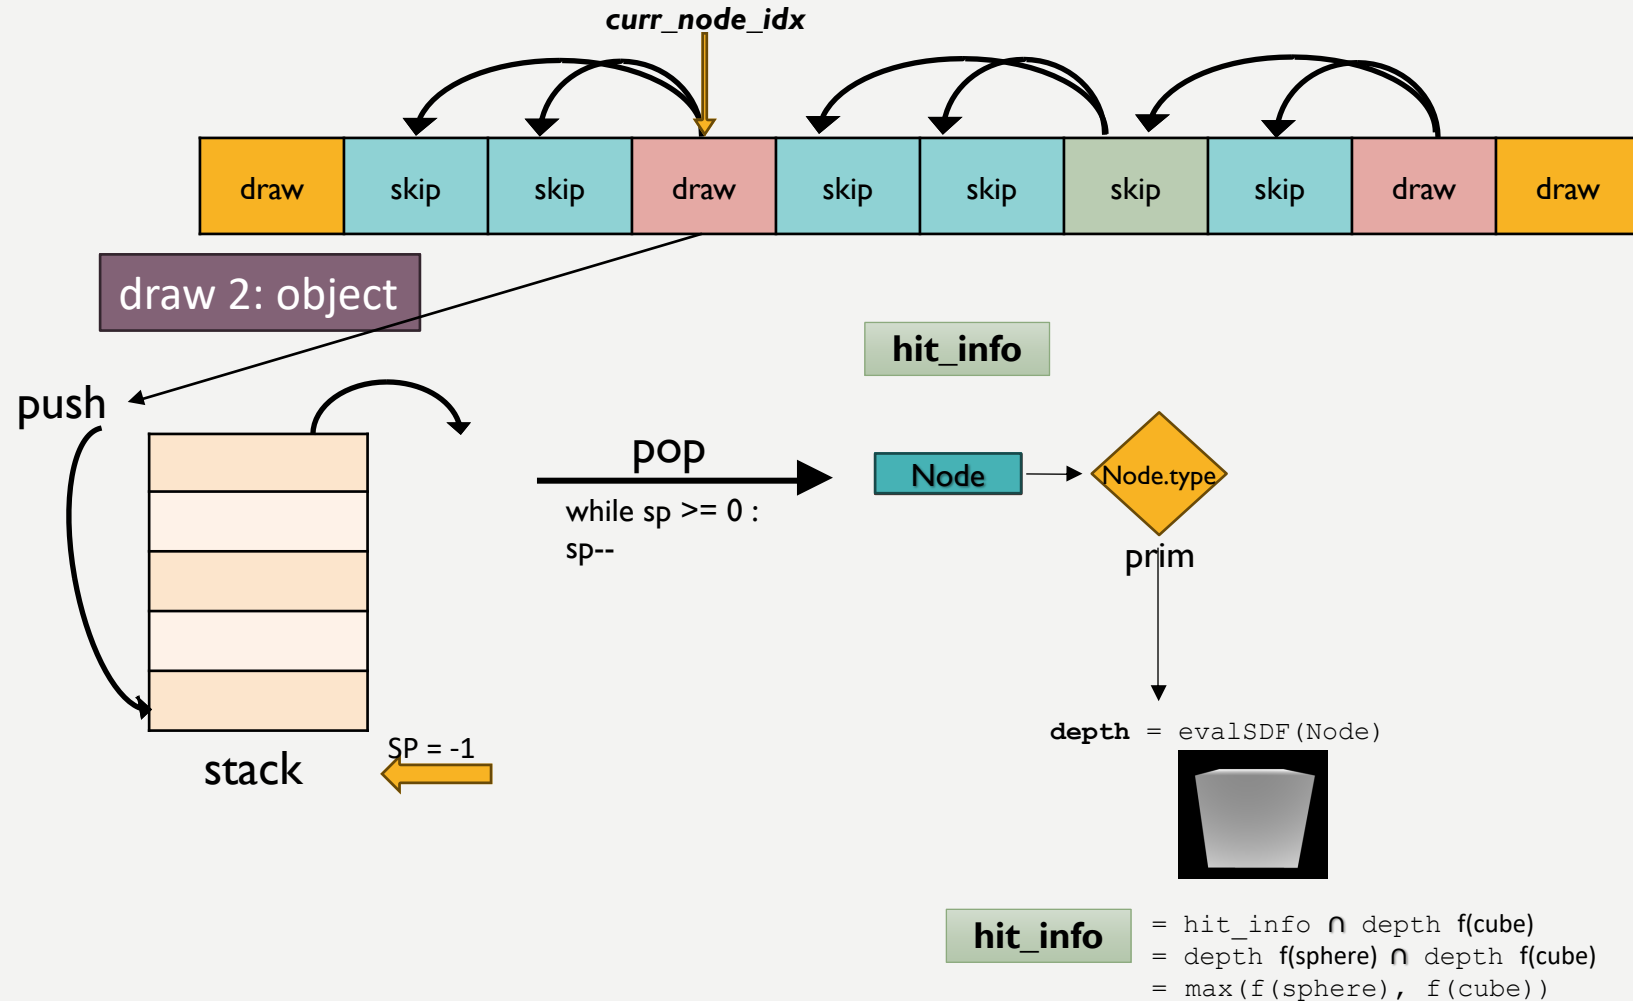 curr_node_idx
draw skip skip draw skip skip skip skip draw draw
draw 2: object
hit_info
push
pop
while sp >= 0 :
sp--
Node
Node.type
prim
stack
SP = -1
depth = evalSDF(Node)
hit_info
= hit_info ∩ depth f(cube)
= depth f(sphere) ∩ depth f(cube)
= max(f(sphere), f(cube))